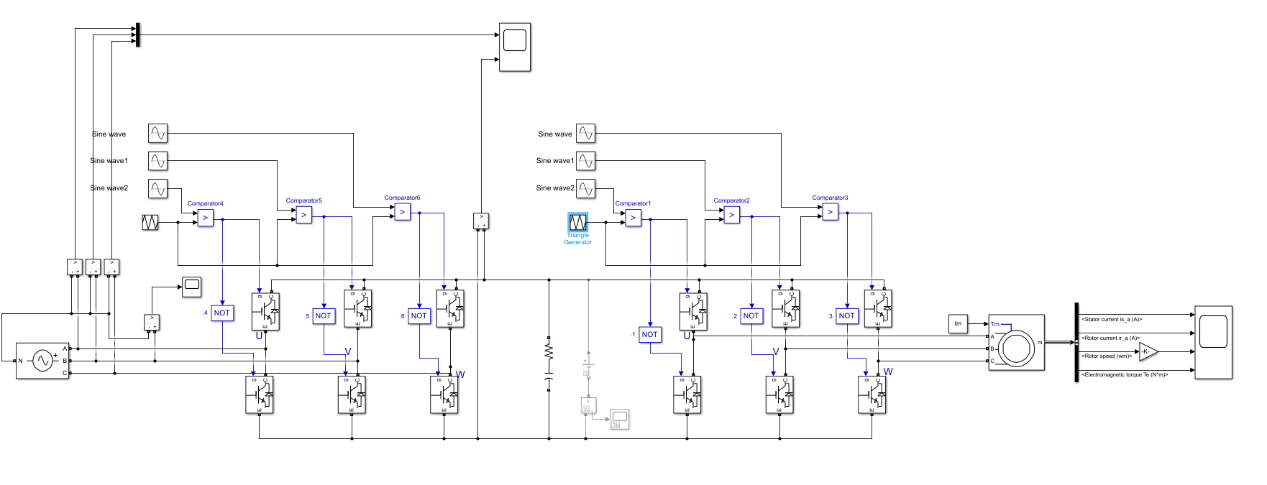 Sine wave
Sine wave
Sine wave1
Sine wave1
Sine wave2
Sine wave2
Comparator4
Comparator5
Comparator6
Comparator1
Comparator2
Comparator3
>
>
>
>
>
>
Triangle
Generator
.4
NOT
.5
NOT
.6
NOT
.1
NOT
.2
NOT
.3
NOT
U
V
W
U
V
W
N
A
B
C
tm
Tm
A
B
C
m
<Stator current is_a (A)>
<Rotor current ir_a (A)>
<Rotor speed (wm)>
-K-
<Electromagnetic torque Te (N*m)>